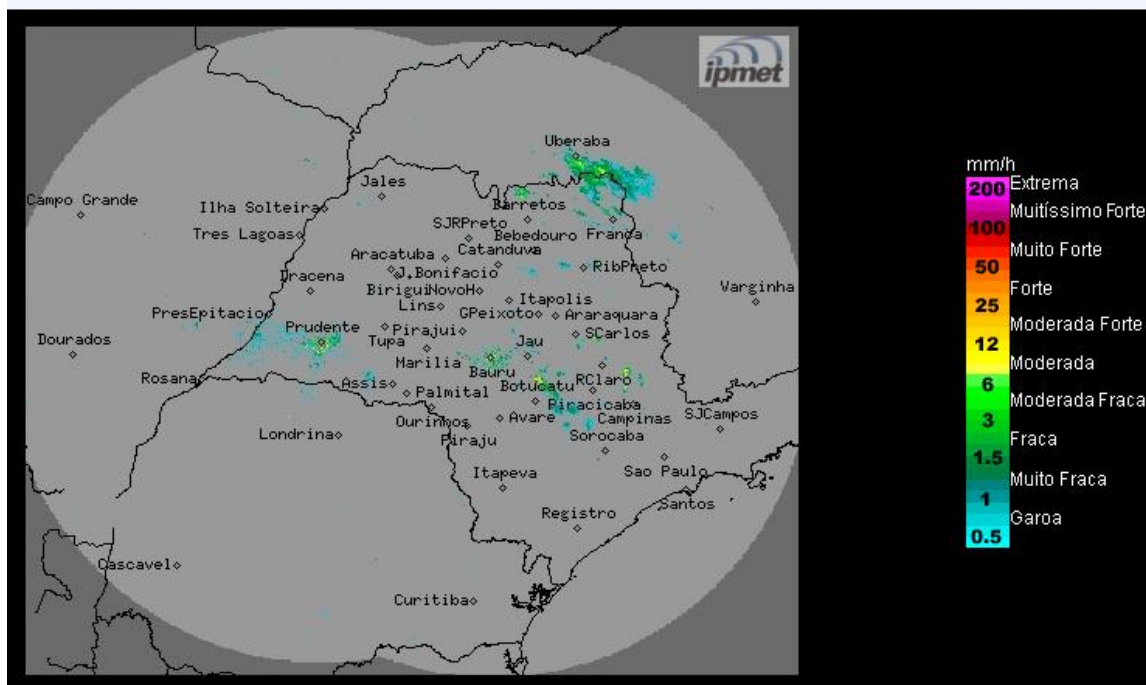 ipmet
Uberaba
Jales
Campo Grande
Ilha Solteira
Barretos
SJRPreto
Tres Lagoas
Bebedouro
Franca
Aracatuba
Catanduva
J.Bonifacio
RibPreto
Dracena
Birigui
NovoH
Varginha
Lins
Itapolis
PresEpitacio
GPeixoto
Araraquara
Prudente
Pirajui
SCarlos
Dourados
Tupa
Jau
Marilia
Bauru
Rosana
Assis
Botucatu
RClaro
Palmital
Piracicaba
Ourinhos
Avare
Campinas
SJCampos
Londrina
Piraju
Sorocaba
Itapeva
Sao Paulo
Santos
Registro
Cascavel
Curitiba
mm/h
200 Extrema
Muitíssimo Forte
100
Muito Forte
50
Forte
25
Moderada Forte
12
Moderada
6
Moderada Fraca
3
Fraca
1.5
Muito Fraca
1
Garoa
0.5